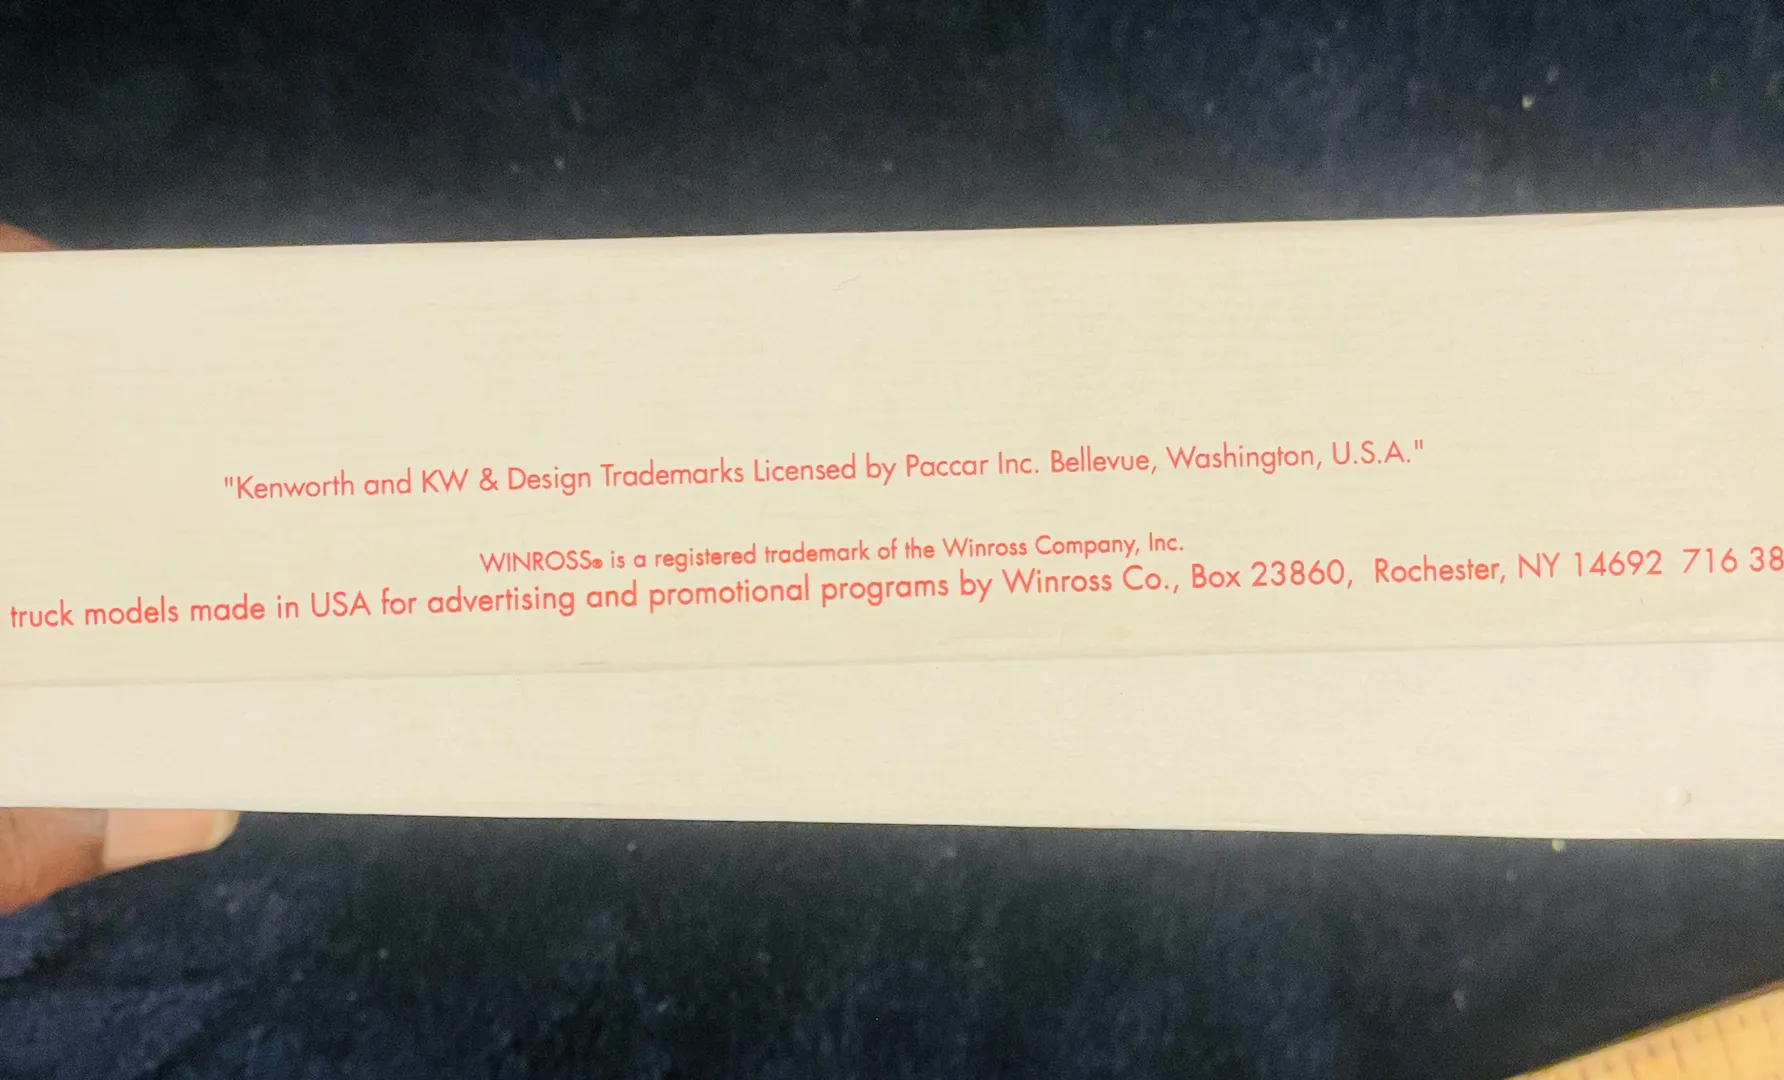 "Kenworth and KW & Design Trademarks Licensed by Paccar Inc. Bellevue, Washington, U.S.A."
WINROSS® is a registered trademark of the Winross Company, Inc.
truck models made in USA for advertising and promotional programs by Winross Co., Box 23860, Rochester, NY 14692 716 38